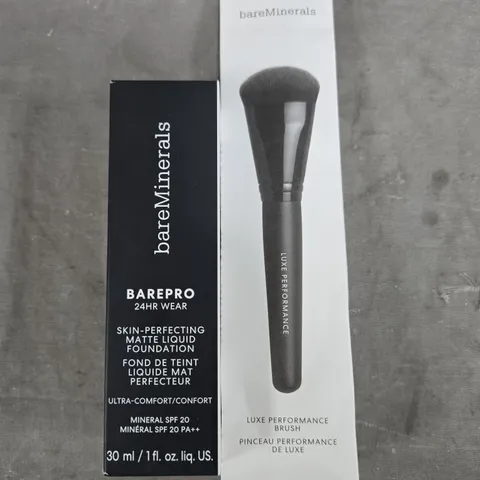 bareMinerals
BAREPRO
24HR WEAR
SKIN-PERFECTING
MATTE LIQUID
FOUNDATION
FOND DE TEINT
LIQUIDE MAT
PERFECTEUR
ULTRA-COMFORT/CONFORT
MINERAL SPF 20
MINÉRAL SPF 20 PA++
30 ml / 1 fl. oz. liq. US.
bareMinerals
LUXE PERFORMANCE
LUXE PERFORMANCE
BRUSH
PINCEAU PERFORMANCE
DE LUXE